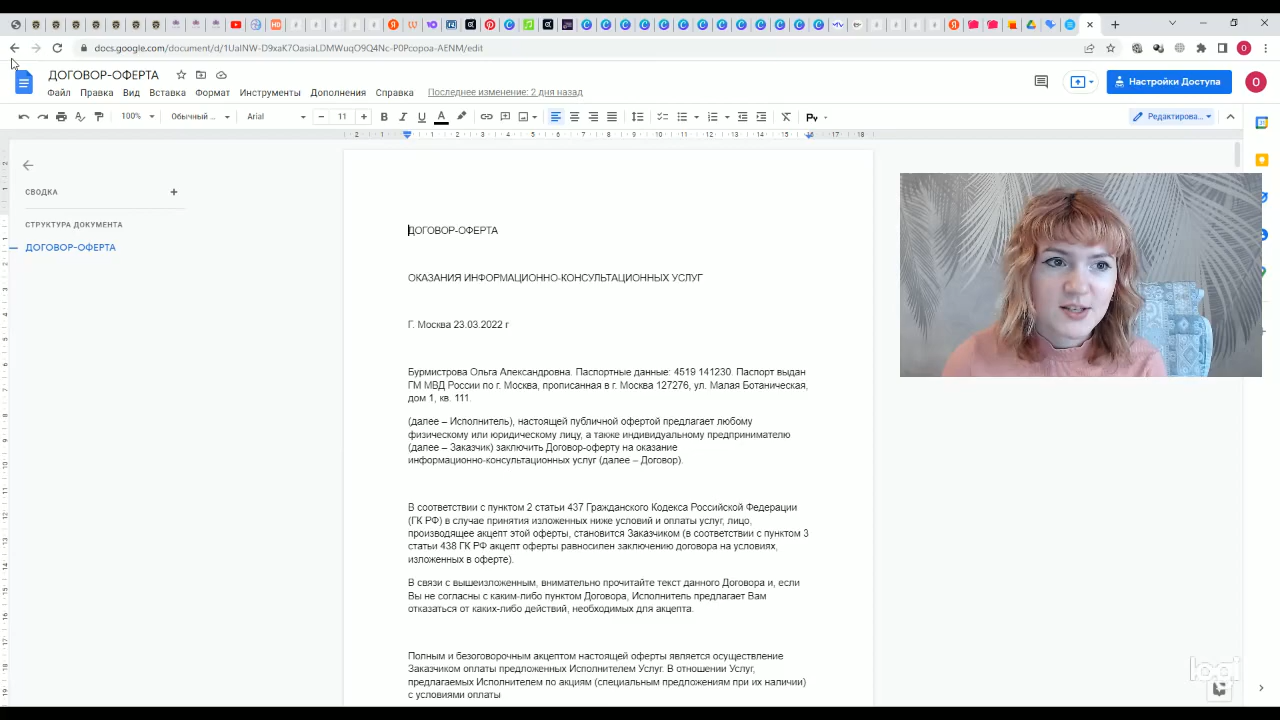 docs.google.com/document/d/1UaINW-D9xaK7OasiaLDMWuqO9Q4Nc-P0Pcopoa-AENM/edit
ДОГОВОР-ОФЕРТА
Файл Правка Вид Вставка Формат Инструменты Дополнения Справка Последнее изменение: 2 дня назад
Настройки Доступа
100% Обычный ... Arial 11 Редактирова...
СВОДКА
СТРУКТУРА ДОКУМЕНТА
ДОГОВОР-ОФЕРТА
ДОГОВОР-ОФЕРТА
ОКАЗАНИЯ ИНФОРМАЦИОННО-КОНСУЛЬТАЦИОННЫХ УСЛУГ
Г. Москва 23.03.2022 г
Бурмистрова Ольга Александровна. Паспортные данные: 4519 141230. Паспорт выдан
ГМ МВД России по г. Москва, прописанная в г. Москва 127276, ул. Малая Ботаническая,
дом 1, кв. 111.
(далее – Исполнитель), настоящей публичной офертой предлагает любому
физическому или юридическому лицу, а также индивидуальному предпринимателю
(далее – Заказчик) заключить Договор-оферту на оказание
информационно-консультационных услуг (далее – Договор).
В соответствии с пунктом 2 статьи 437 Гражданского Кодекса Российской Федерации
(ГК РФ) в случае принятия изложенных ниже условий и оплаты услуг, лицо,
производящее акцепт этой оферты, становится Заказчиком (в соответствии с пунктом 3
статьи 438 ГК РФ акцепт оферты равносилен заключению договора на условиях,
изложенных в оферте).
В связи с вышеизложенным, внимательно прочитайте текст данного Договора и, если
Вы не согласны с каким-либо пунктом Договора, Исполнитель предлагает Вам
отказаться от каких-либо действий, необходимых для акцепта.
Полным и безоговорочным акцептом настоящей оферты является осуществление
Заказчиком оплаты предложенных Исполнителем Услуг. В отношении Услуг,
предлагаемых Исполнителем по акциям (специальным предложениям при их наличии)
с условиями оплаты
logi